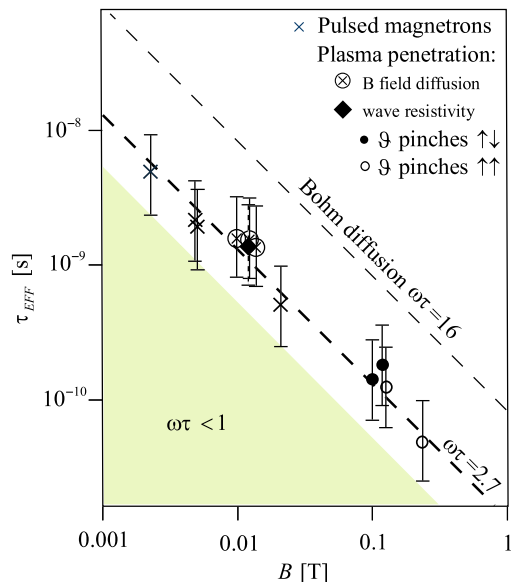 × Pulsed magnetrons
Plasma penetration:
B field diffusion
wave resistivity
ϑ pinches ↑↓
ϑ pinches ↑↑
10⁻⁸
10⁻⁹
10⁻¹⁰
τ EFF [s]
Bohm diffusion ωτ=16
ωτ=2.7
ωτ <1
0.001
0.01
0.1
1
B [T]